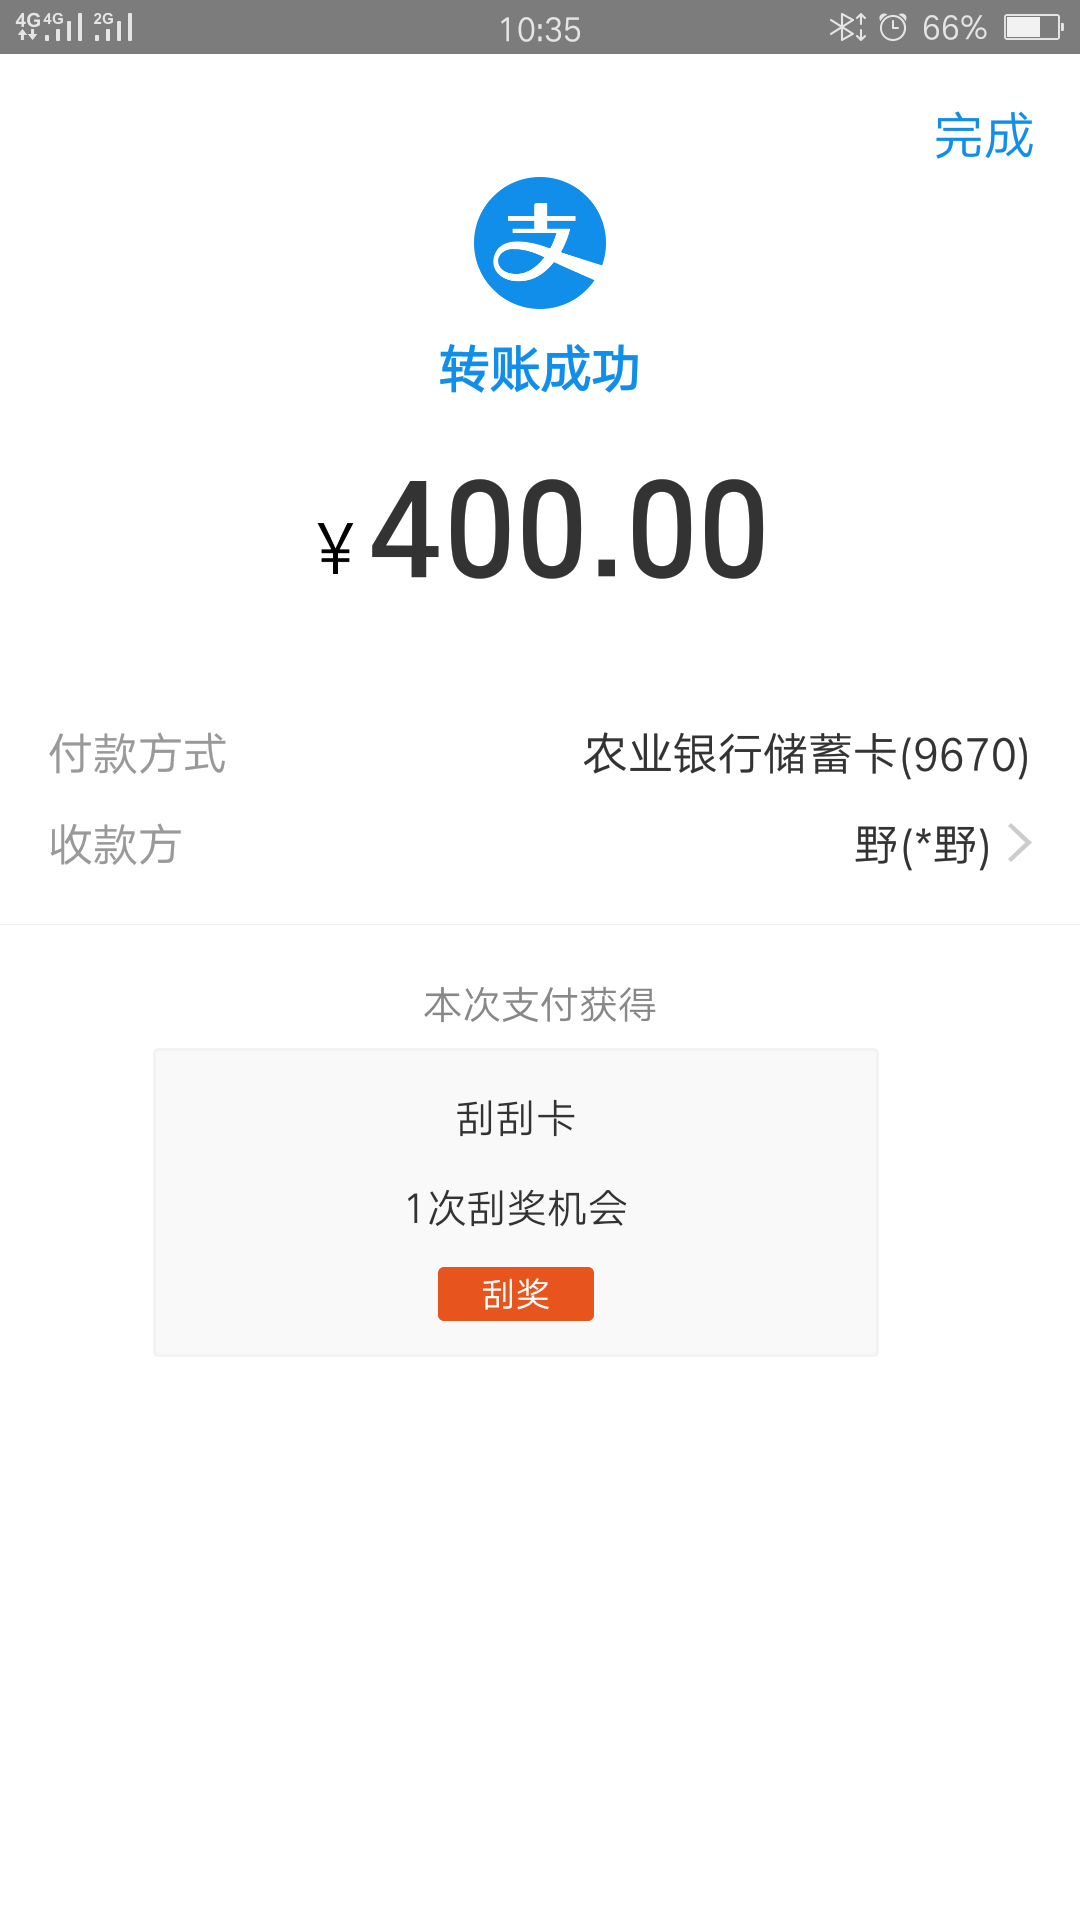 4G 4G 2G 10:35 66%
完成
支
转账成功
¥ 400.00
付款方式 农业银行储蓄卡(9670)
收款方 野(*野)
本次支付获得
刮刮卡
1次刮奖机会
刮奖